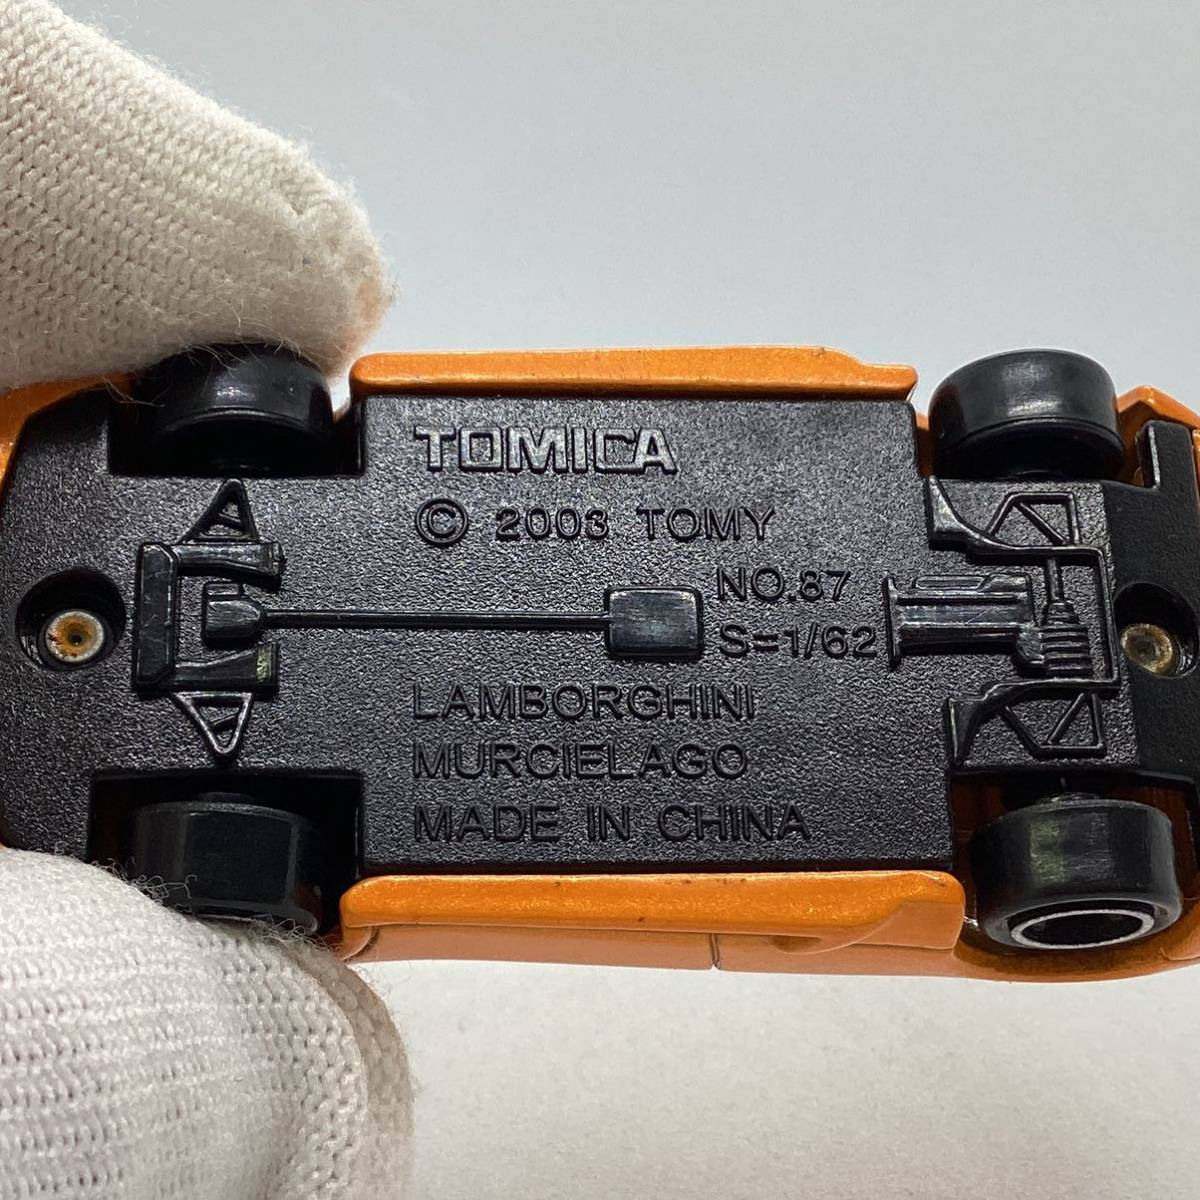 TOMICA
© 2003 TOMY
NO.87
S=1/62
LAMBORGHINI
MURCIELAGO
MADE IN CHINA